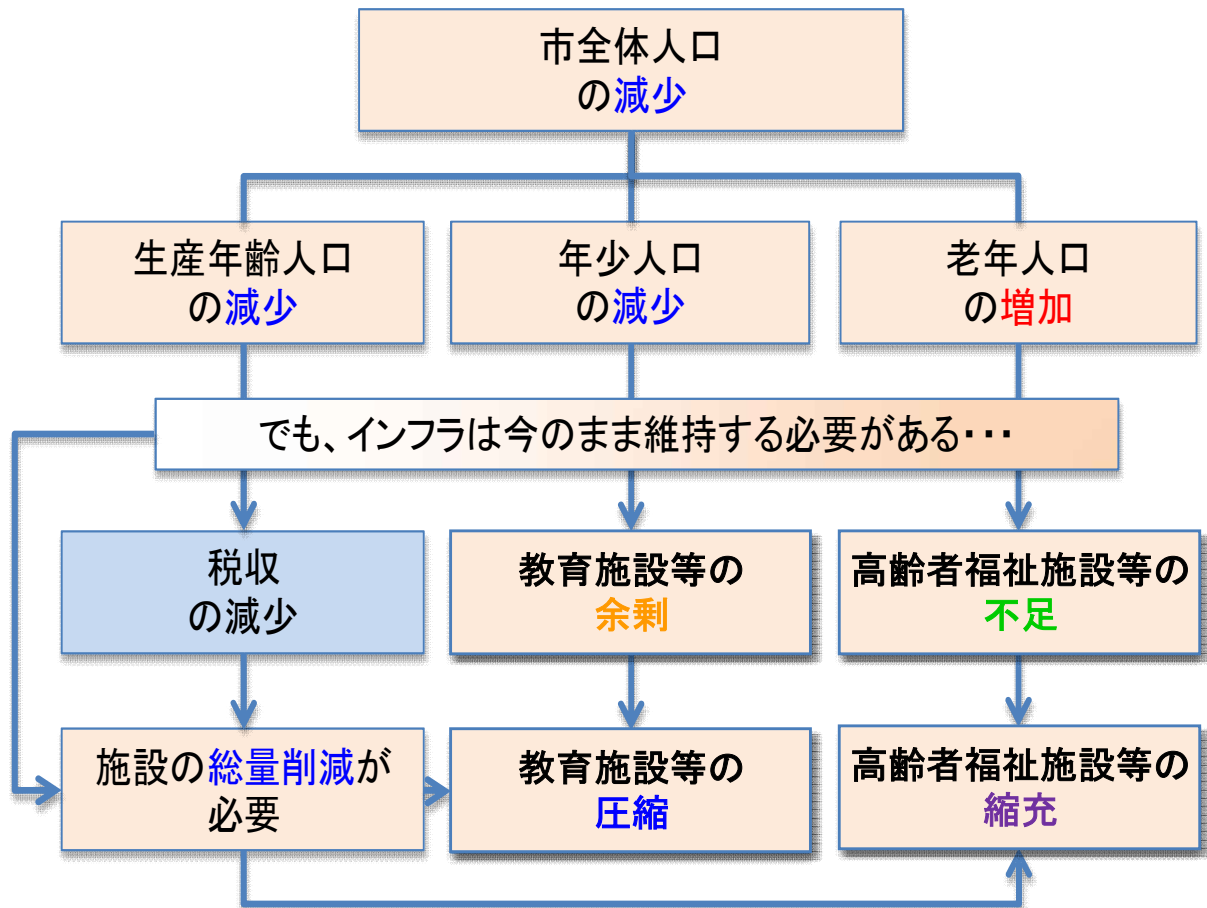 市全体人口
の減少
生産年齢人口
の減少
年少人口
の減少
老年人口
の増加
でも、インフラは今のまま維持する必要がある・・・
税収
の減少
教育施設等の
余剰
高齢者福祉施設等の
不足
施設の総量削減が
必要
教育施設等の
圧縮
高齢者福祉施設等の
縮充